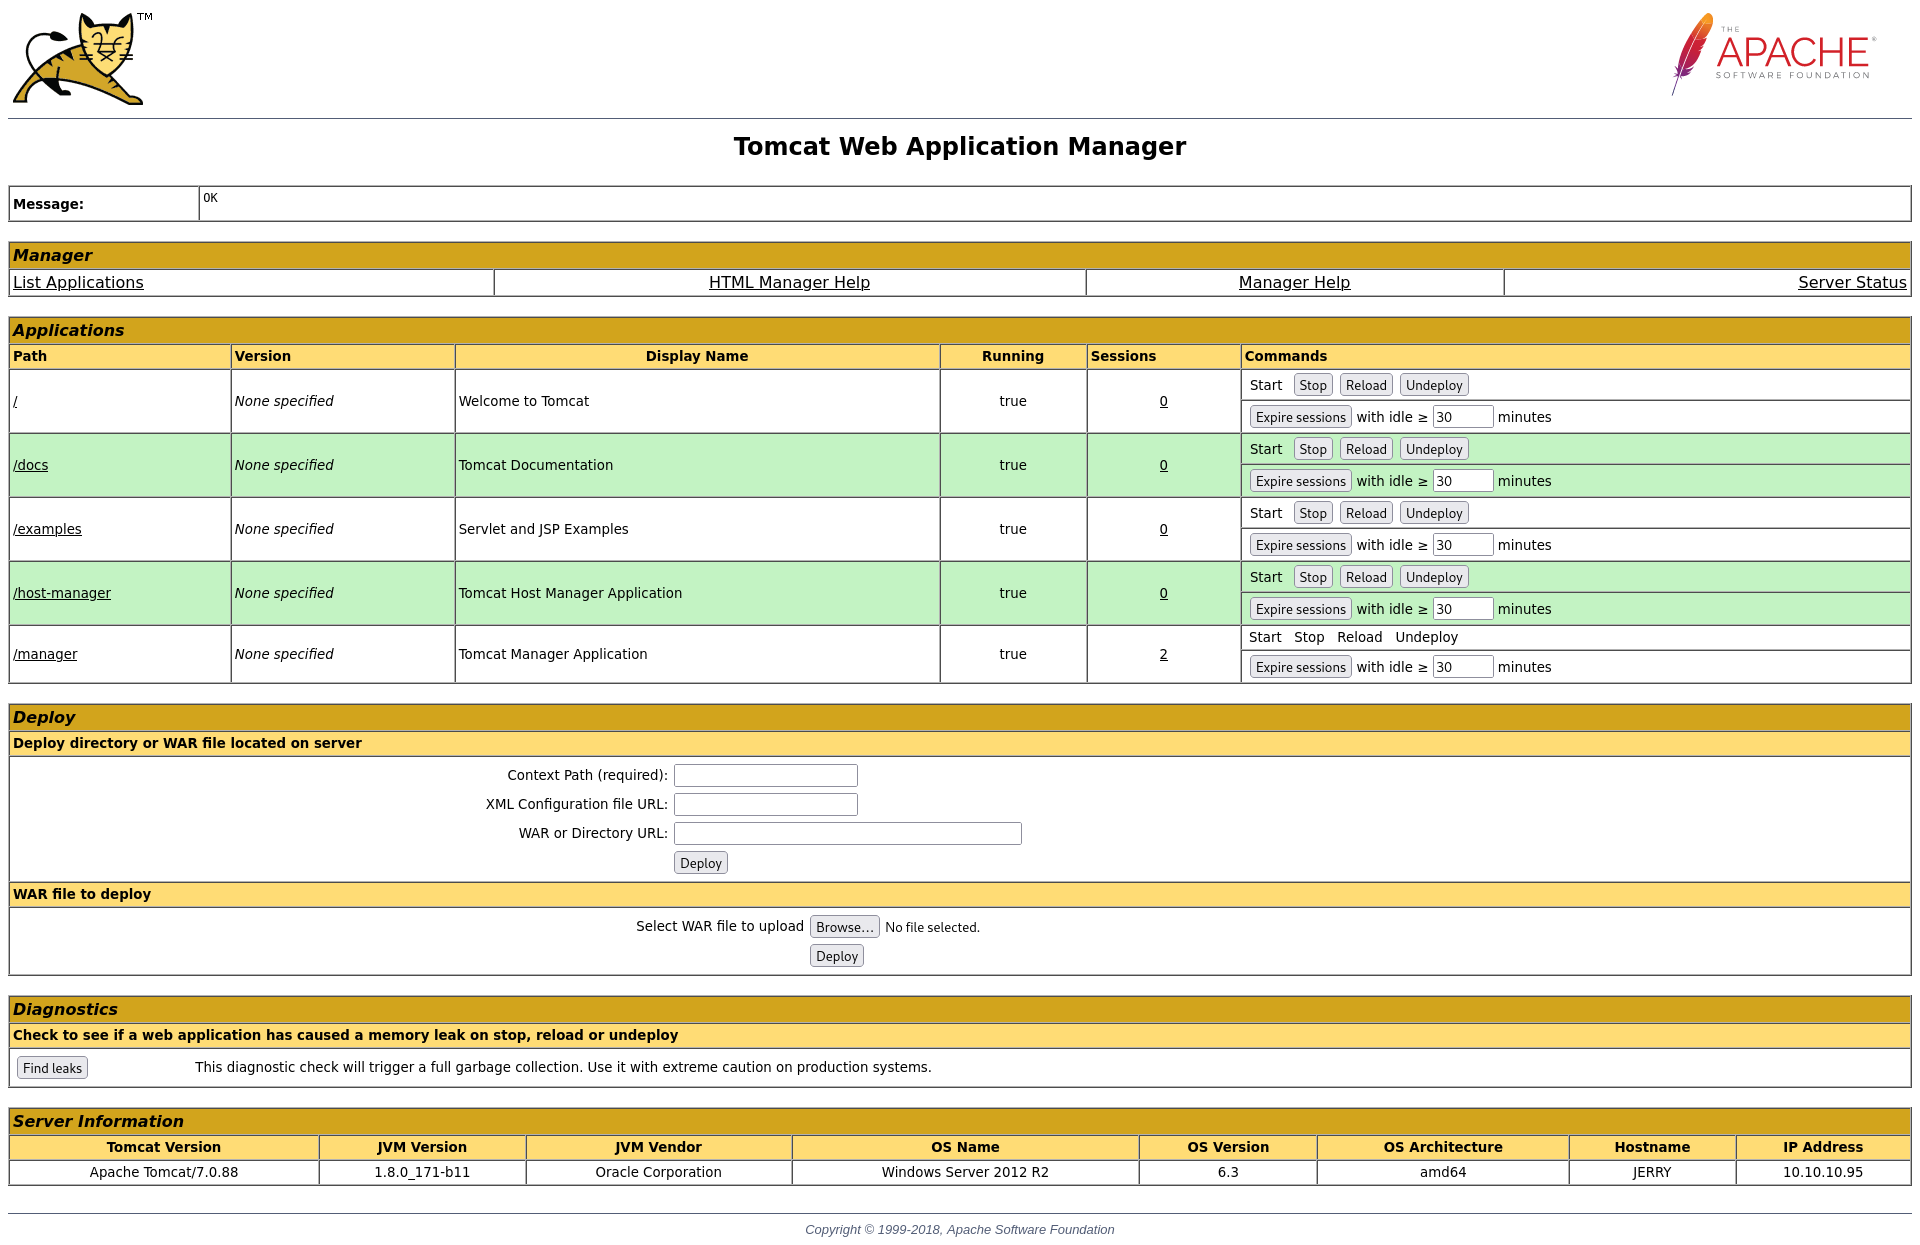 TM
THE
APACHE®
SOFTWARE FOUNDATION
Tomcat Web Application Manager
Message: OK
Manager
List Applications HTML Manager Help Manager Help Server Status
Applications
Path Version Display Name Running Sessions Commands
/ None specified Welcome to Tomcat true 0 Start Stop Reload Undeploy
Expire sessions with idle ≥ 30 minutes
/docs None specified Tomcat Documentation true 0 Start Stop Reload Undeploy
Expire sessions with idle ≥ 30 minutes
/examples None specified Servlet and JSP Examples true 0 Start Stop Reload Undeploy
Expire sessions with idle ≥ 30 minutes
/host-manager None specified Tomcat Host Manager Application true 0 Start Stop Reload Undeploy
Expire sessions with idle ≥ 30 minutes
/manager None specified Tomcat Manager Application true 2 Start Stop Reload Undeploy
Expire sessions with idle ≥ 30 minutes
Deploy
Deploy directory or WAR file located on server
Context Path (required):
XML Configuration file URL:
WAR or Directory URL:
Deploy
WAR file to deploy
Select WAR file to upload Browse... No file selected.
Deploy
Diagnostics
Check to see if a web application has caused a memory leak on stop, reload or undeploy
Find leaks This diagnostic check will trigger a full garbage collection. Use it with extreme caution on production systems.
Server Information
Tomcat Version JVM Version JVM Vendor OS Name OS Version OS Architecture Hostname IP Address
Apache Tomcat/7.0.88 1.8.0_171-b11 Oracle Corporation Windows Server 2012 R2 6.3 amd64 JERRY 10.10.10.95
Copyright © 1999-2018, Apache Software Foundation